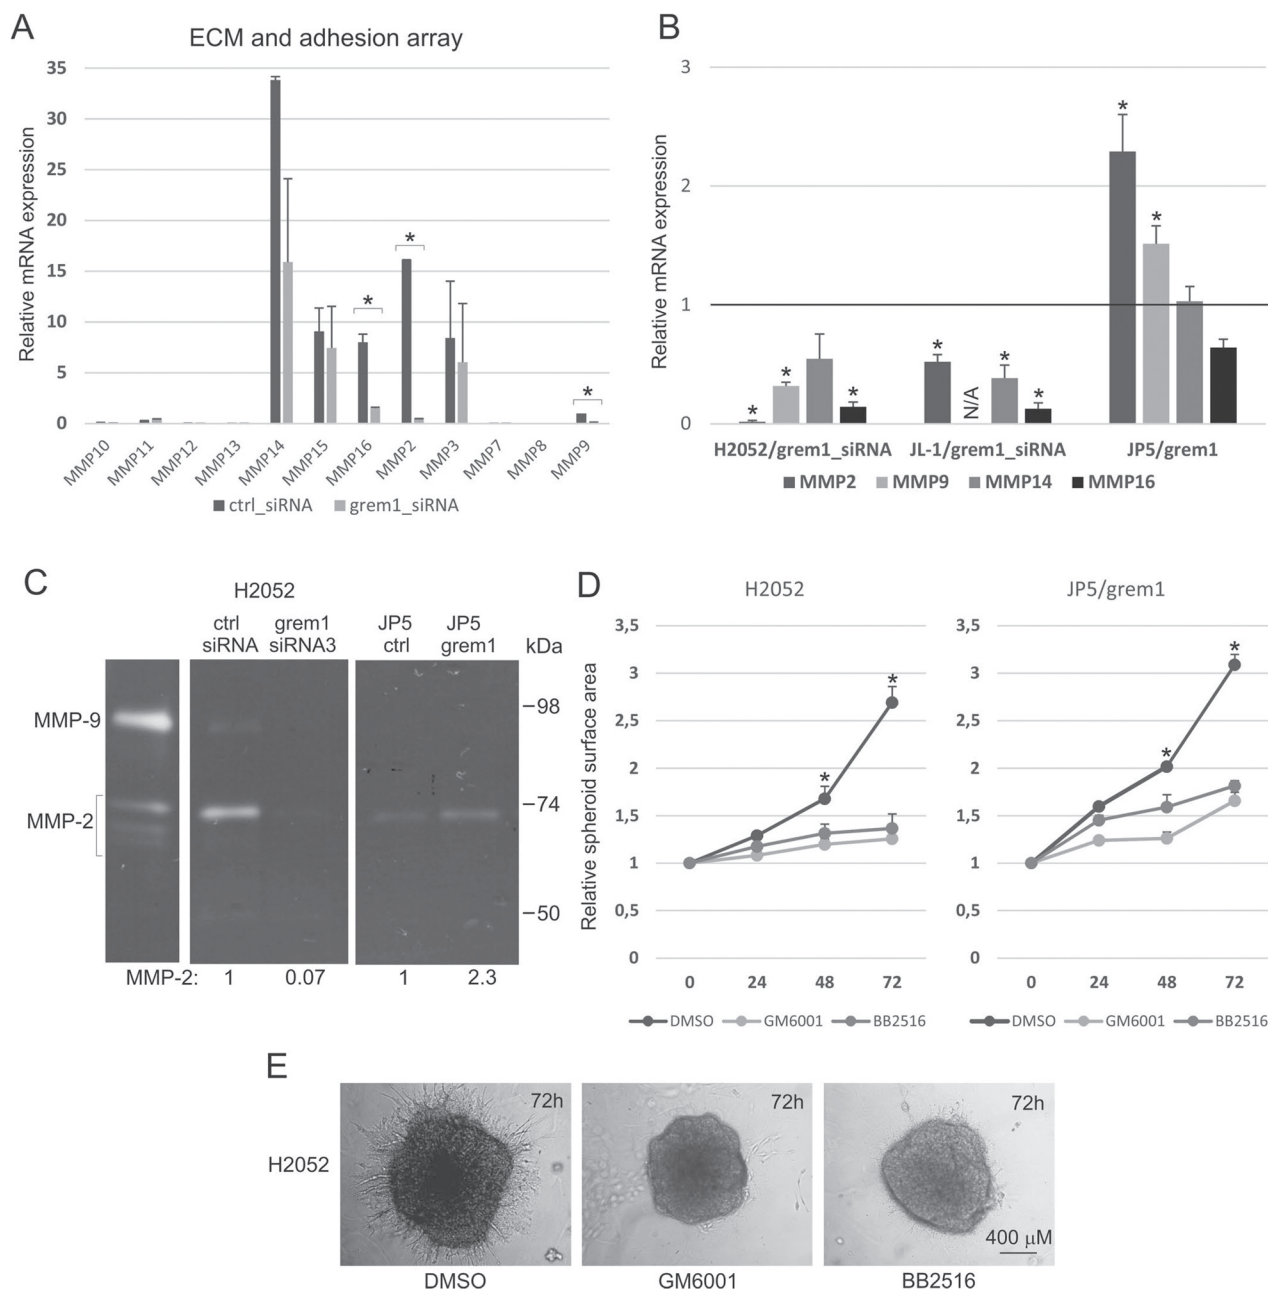 A
ECM and adhesion array
Relative mRNA expression
35
30
25
20
15
10
5
0
*
*
*
MMP10
MMP11
MMP12
MMP13
MMP14
MMP15
MMP16
MMP2
MMP3
MMP7
MMP8
MMP9
ctrl_siRNA grem1_siRNA
B
Relative mRNA expression
3
2
1
0
* * *
* N/A * *
* *
H2052/grem1_siRNA JL-1/grem1_siRNA JP5/grem1
MMP2 MMP9 MMP14 MMP16
C
H2052
ctrl grem1 JP5 JP5
siRNA siRNA3 ctrl grem1 kDa
MMP-9
MMP-2
98
74
50
MMP-2: 1 0.07 1 2.3
D
Relative spheroid surface area
H2052
3,5
3
2,5
2
1,5
1
0,5
0
* *
0 24 48 72
DMSO GM6001 BB2516
JP5/grem1
3,5
3
2,5
2
1,5
1
0,5
0
* *
0 24 48 72
DMSO GM6001 BB2516
E
H2052
72h 72h 72h
400 µM
DMSO GM6001 BB2516